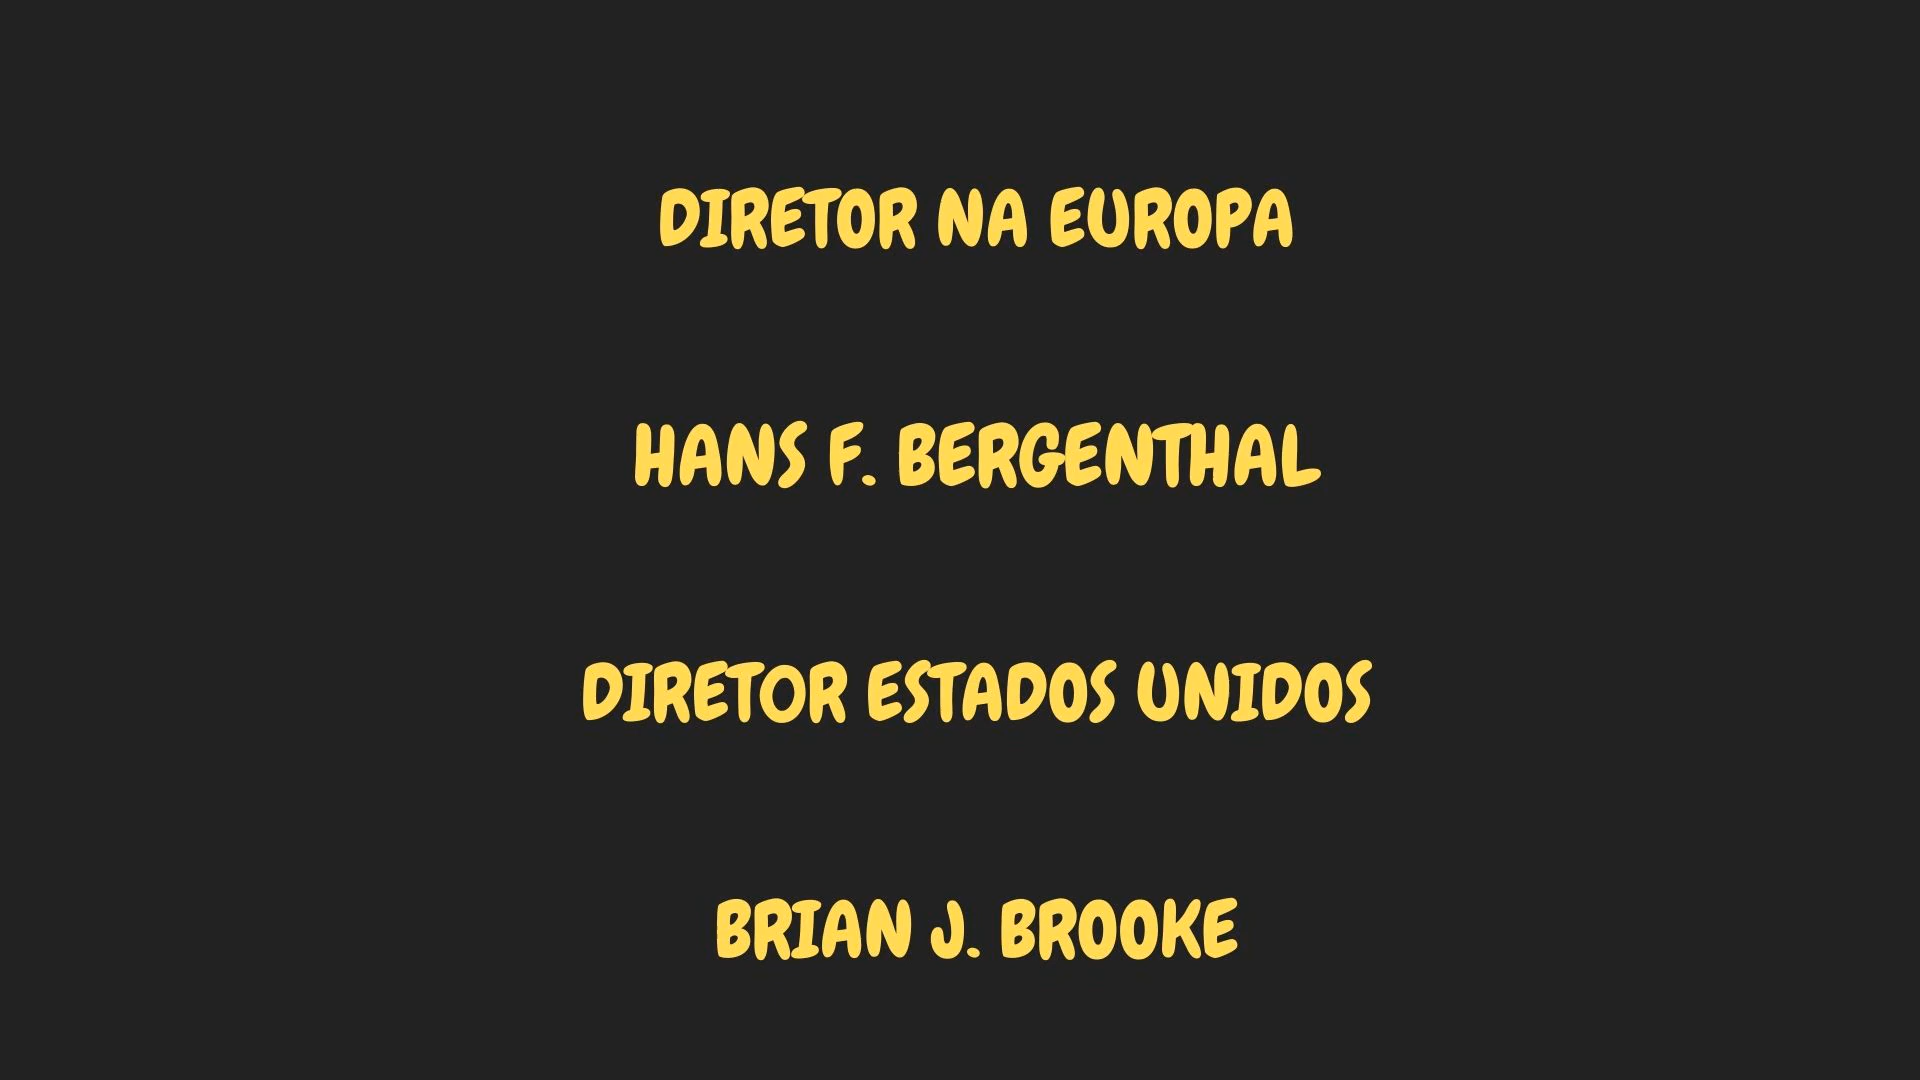 DIRETOR NA EUROPA
HANS F. BERGENTHAL
DIRETOR ESTADOS UNIDOS
BRIAN J. BROOKE